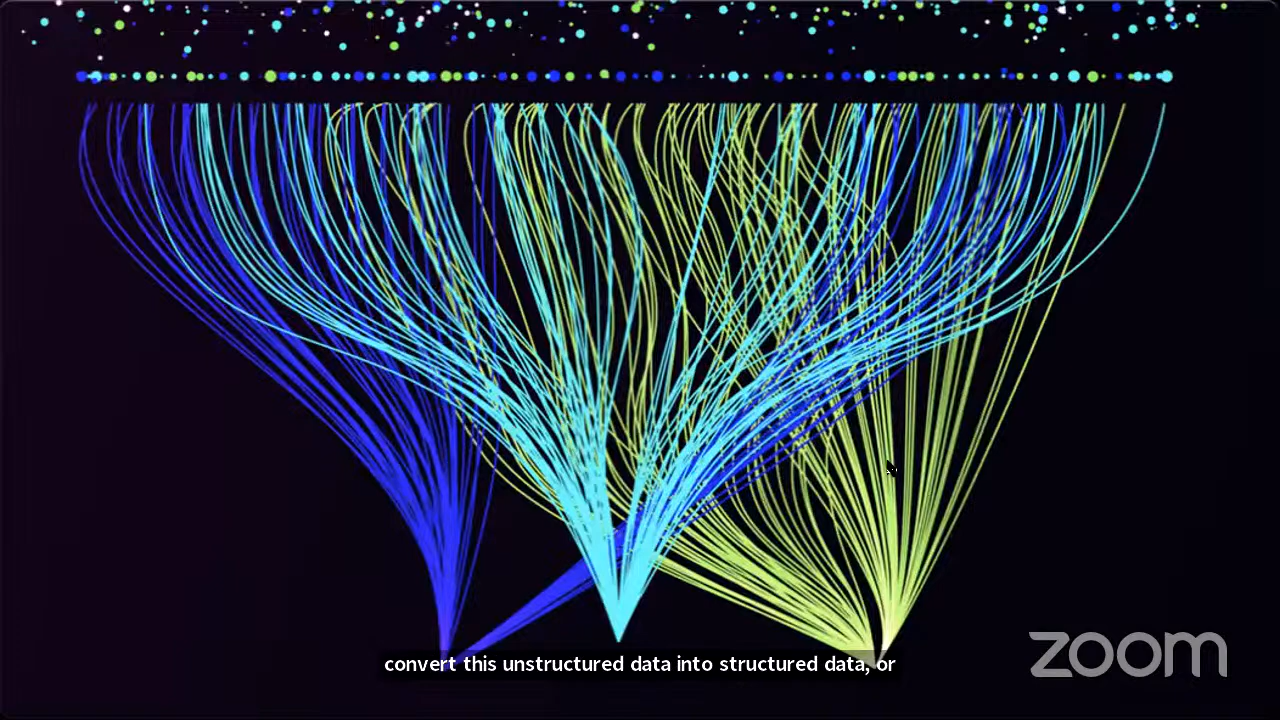 convert this unstructured data into structured data, or
zoom